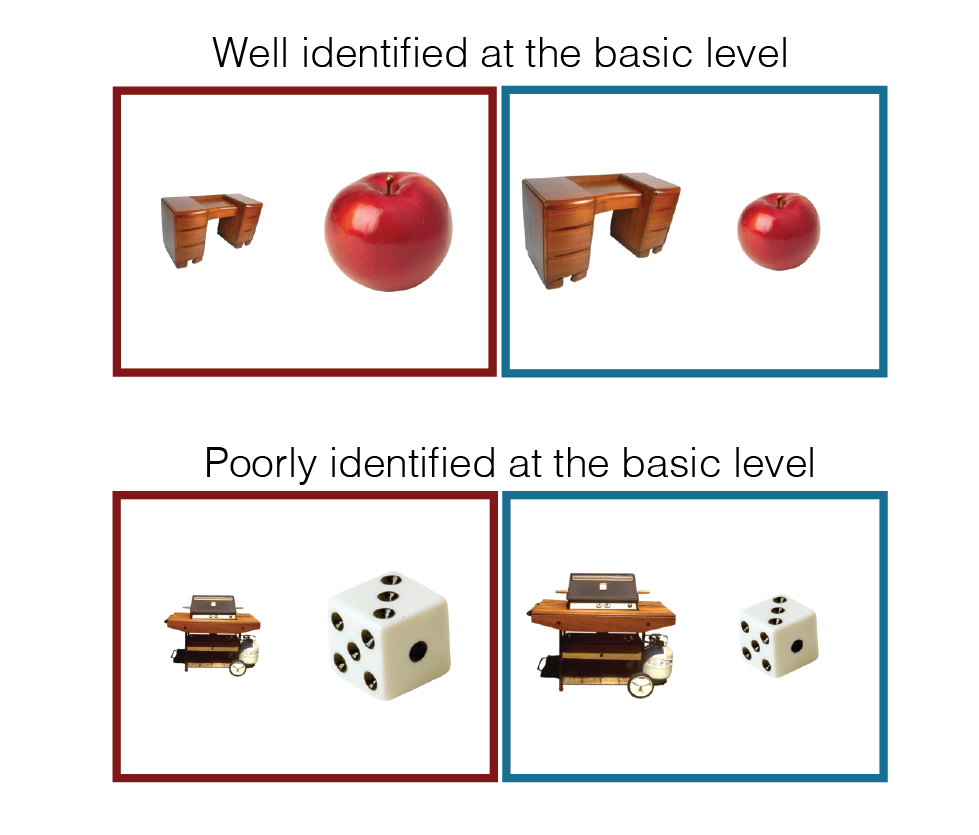 Well identified at the basic level
Poorly identified at the basic level